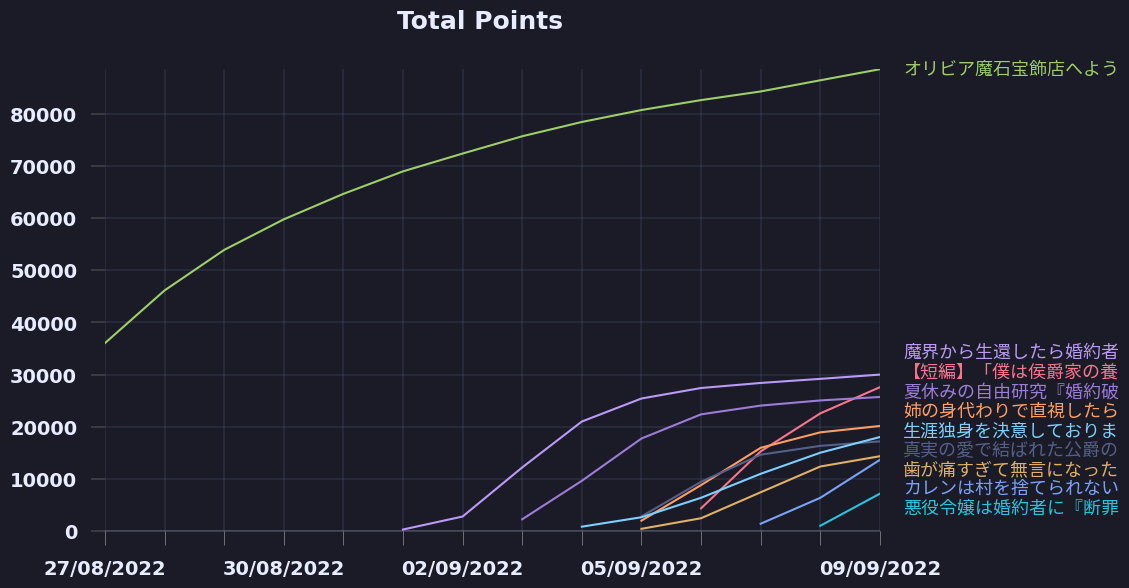 Total Points
オリビア魔石宝飾店へよう
80000
70000
60000
50000
40000
30000
20000
10000
0
魔界から生還したら婚約者
【短編】「僕は侯爵家の養
夏休みの自由研究『婚約破
姉の身代わりで直視したら
生涯独身を決意しておりま
真実の愛で結ばれた公爵の
歯が痛すぎて無言になった
カレンは村を捨てられない
悪役令嬢は婚約者に『断罪
27/08/2022 30/08/2022 02/09/2022 05/09/2022 09/09/2022